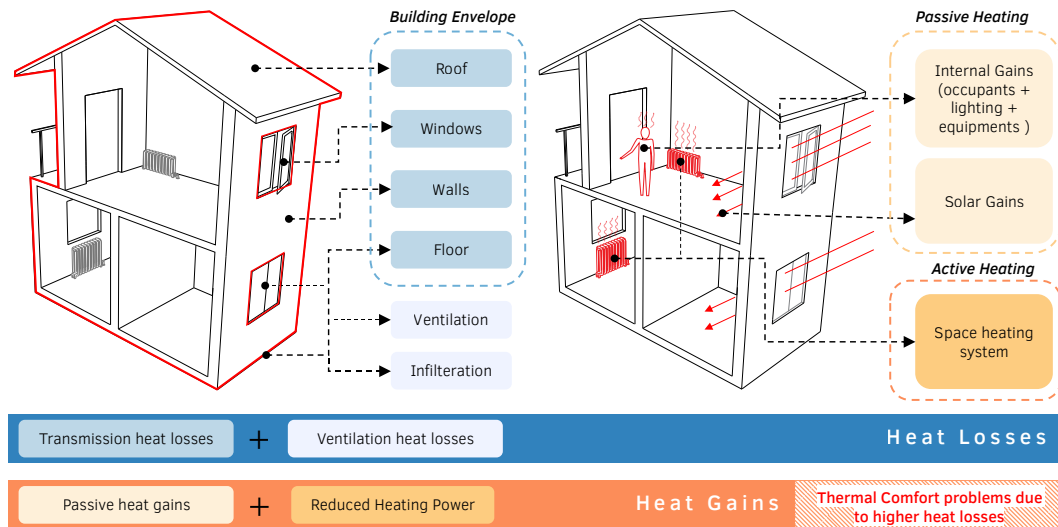 Building Envelope
Roof
Windows
Walls
Floor
Ventilation
Infilteration
Passive Heating
Internal Gains
(occupants +
lighting +
equipments )
Solar Gains
Active Heating
Space heating
system
Transmission heat losses
+
Ventilation heat losses
Heat Losses
Passive heat gains
+
Reduced Heating Power
Heat Gains
Thermal Comfort problems due
to higher heat losses